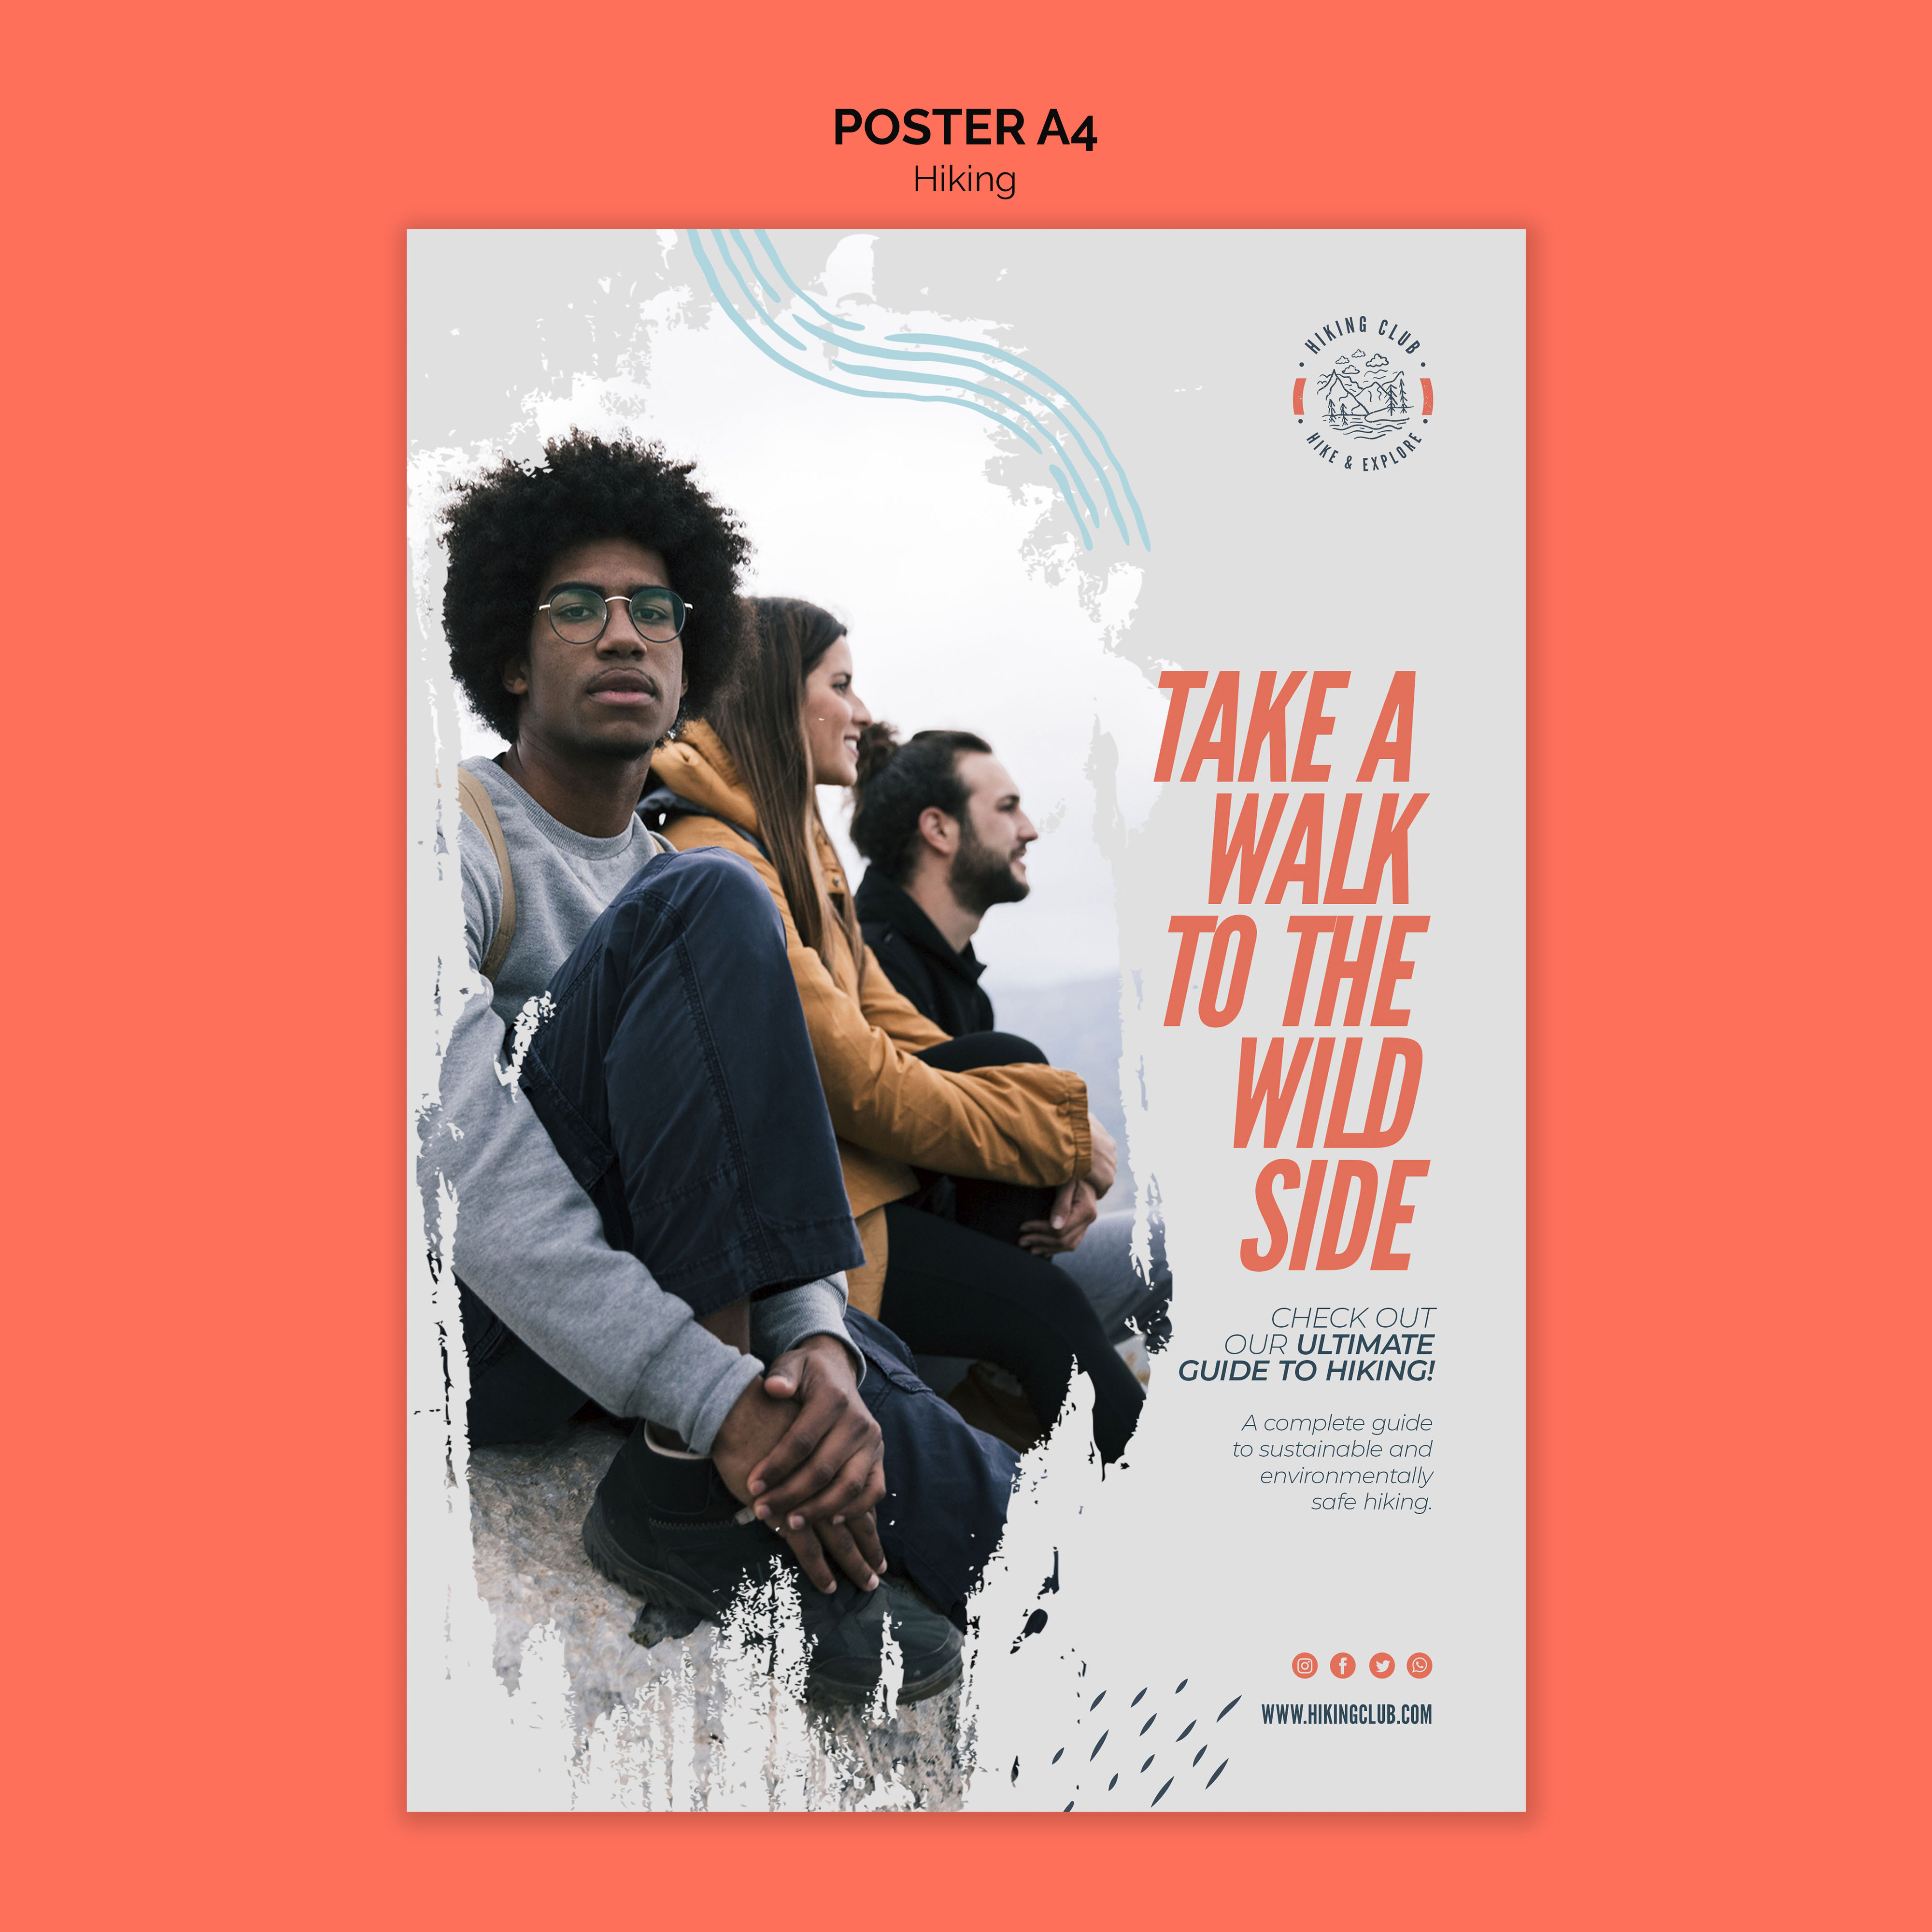 POSTER A4
Hiking
HIKING CLUB
HIKE & EXPLORE
TAKE A
WALK
TO THE
WILD
SIDE
CHECK OUT
OUR ULTIMATE
GUIDE TO HIKING!
A complete guide
to sustainable and
environmentally
safe hiking.
WWW.HIKINGCLUB.COM